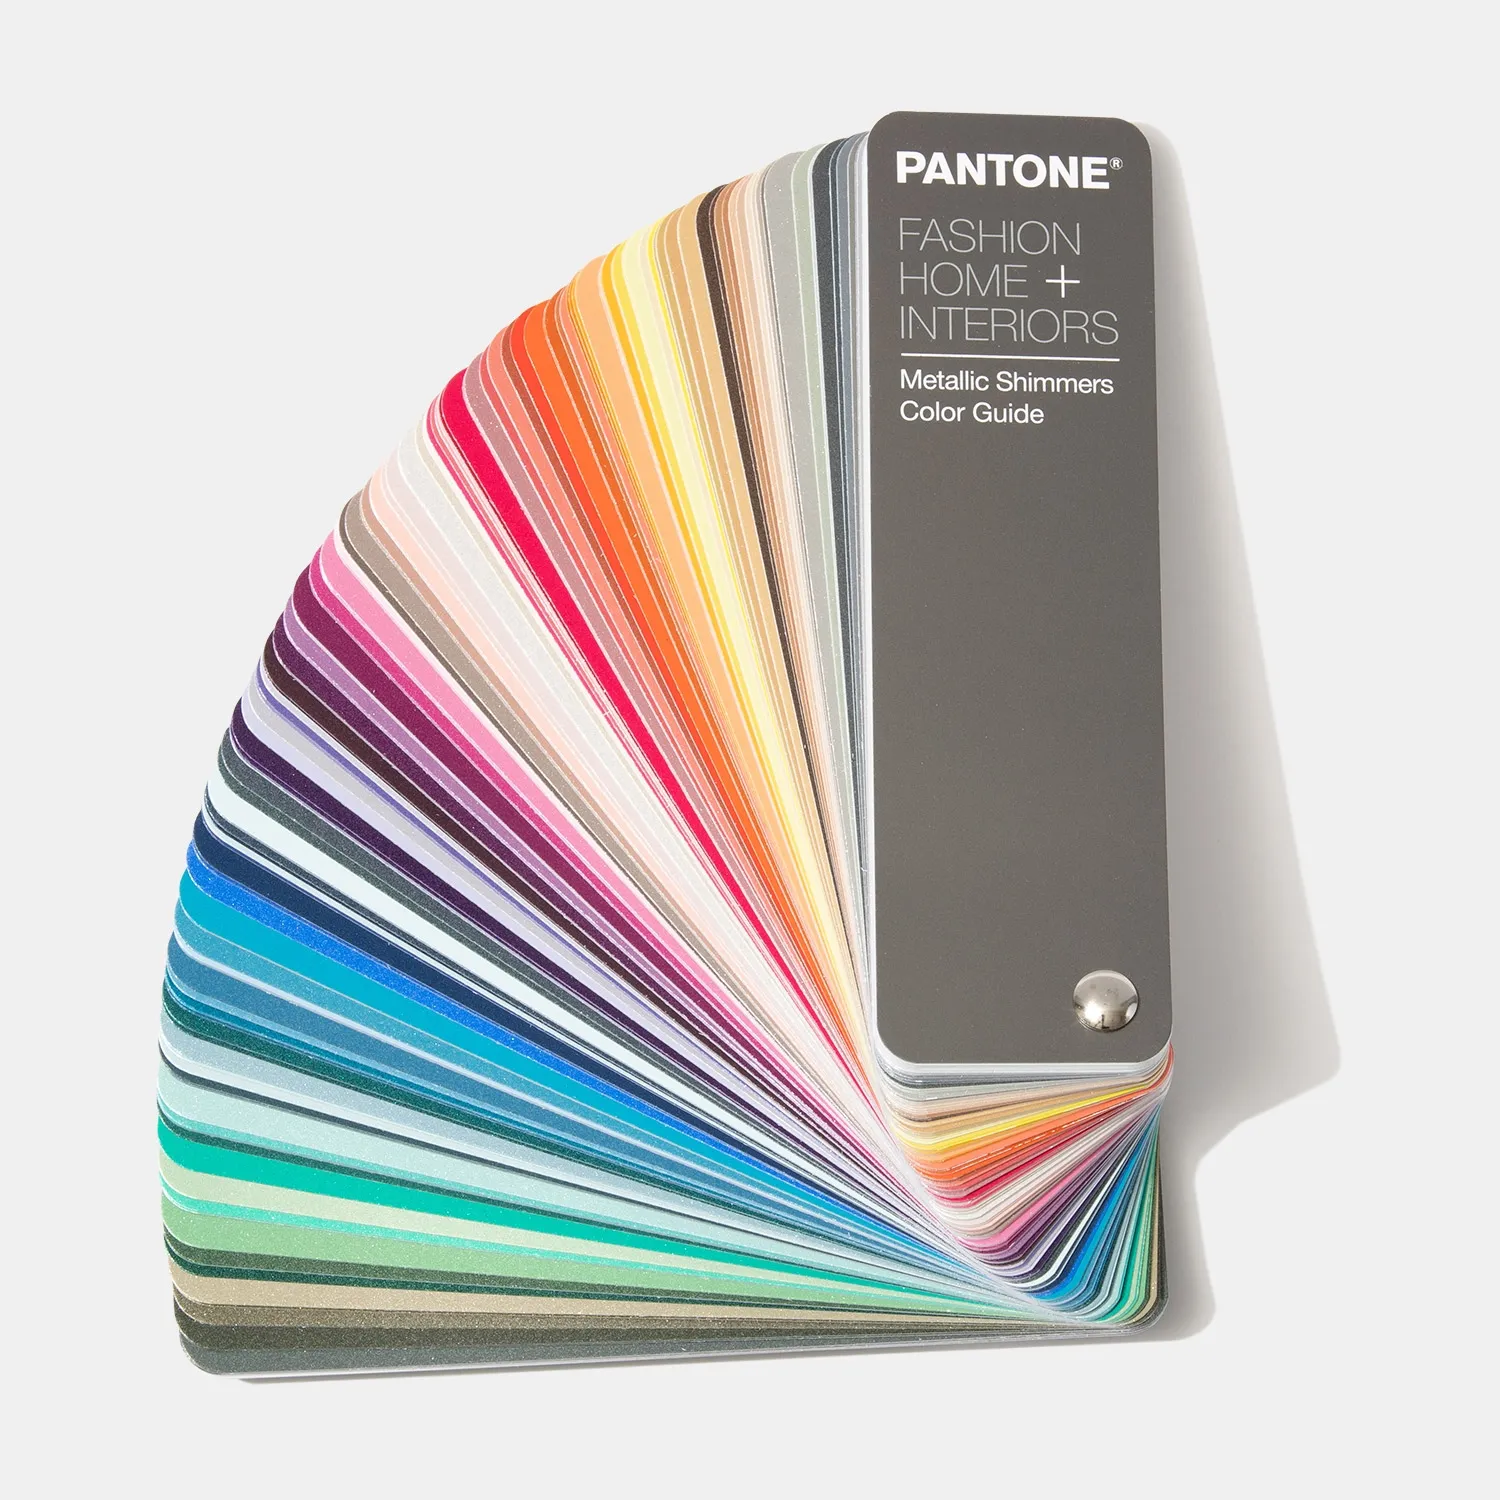 PANTONE®
FASHION
HOME +
INTERIORS
Metallic Shimmers
Color Guide